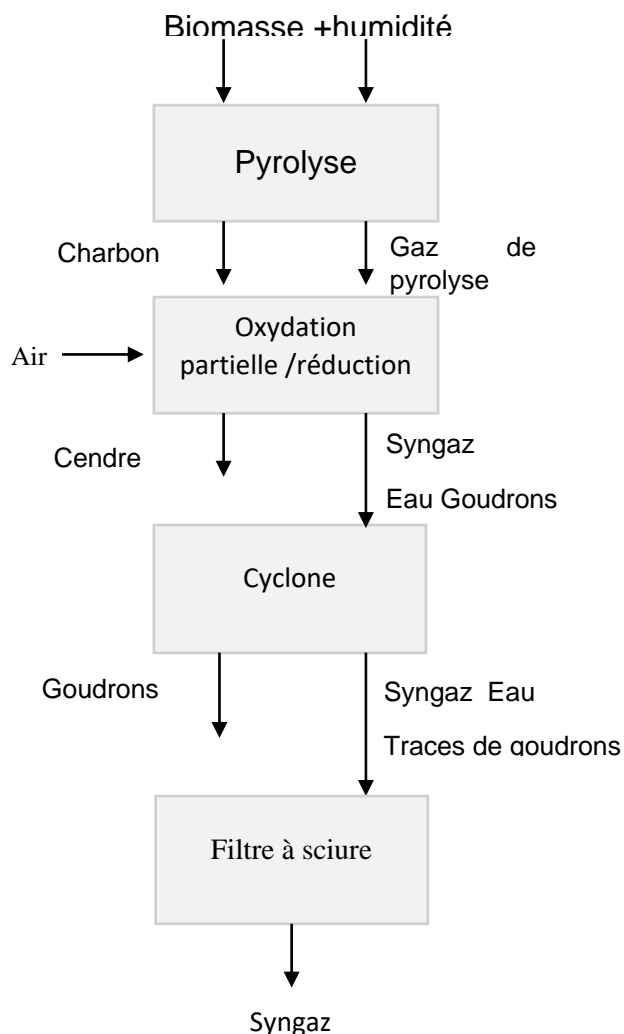 Biomasse +humidité
Pyrolyse
Charbon
Gaz de
pyrolyse
Oxydation
partielle /réduction
Air
Cendre
Syngaz
Eau Goudrons
Cyclone
Goudrons
Syngaz Eau
Traces de goudrons
Filtre à sciure
Syngaz